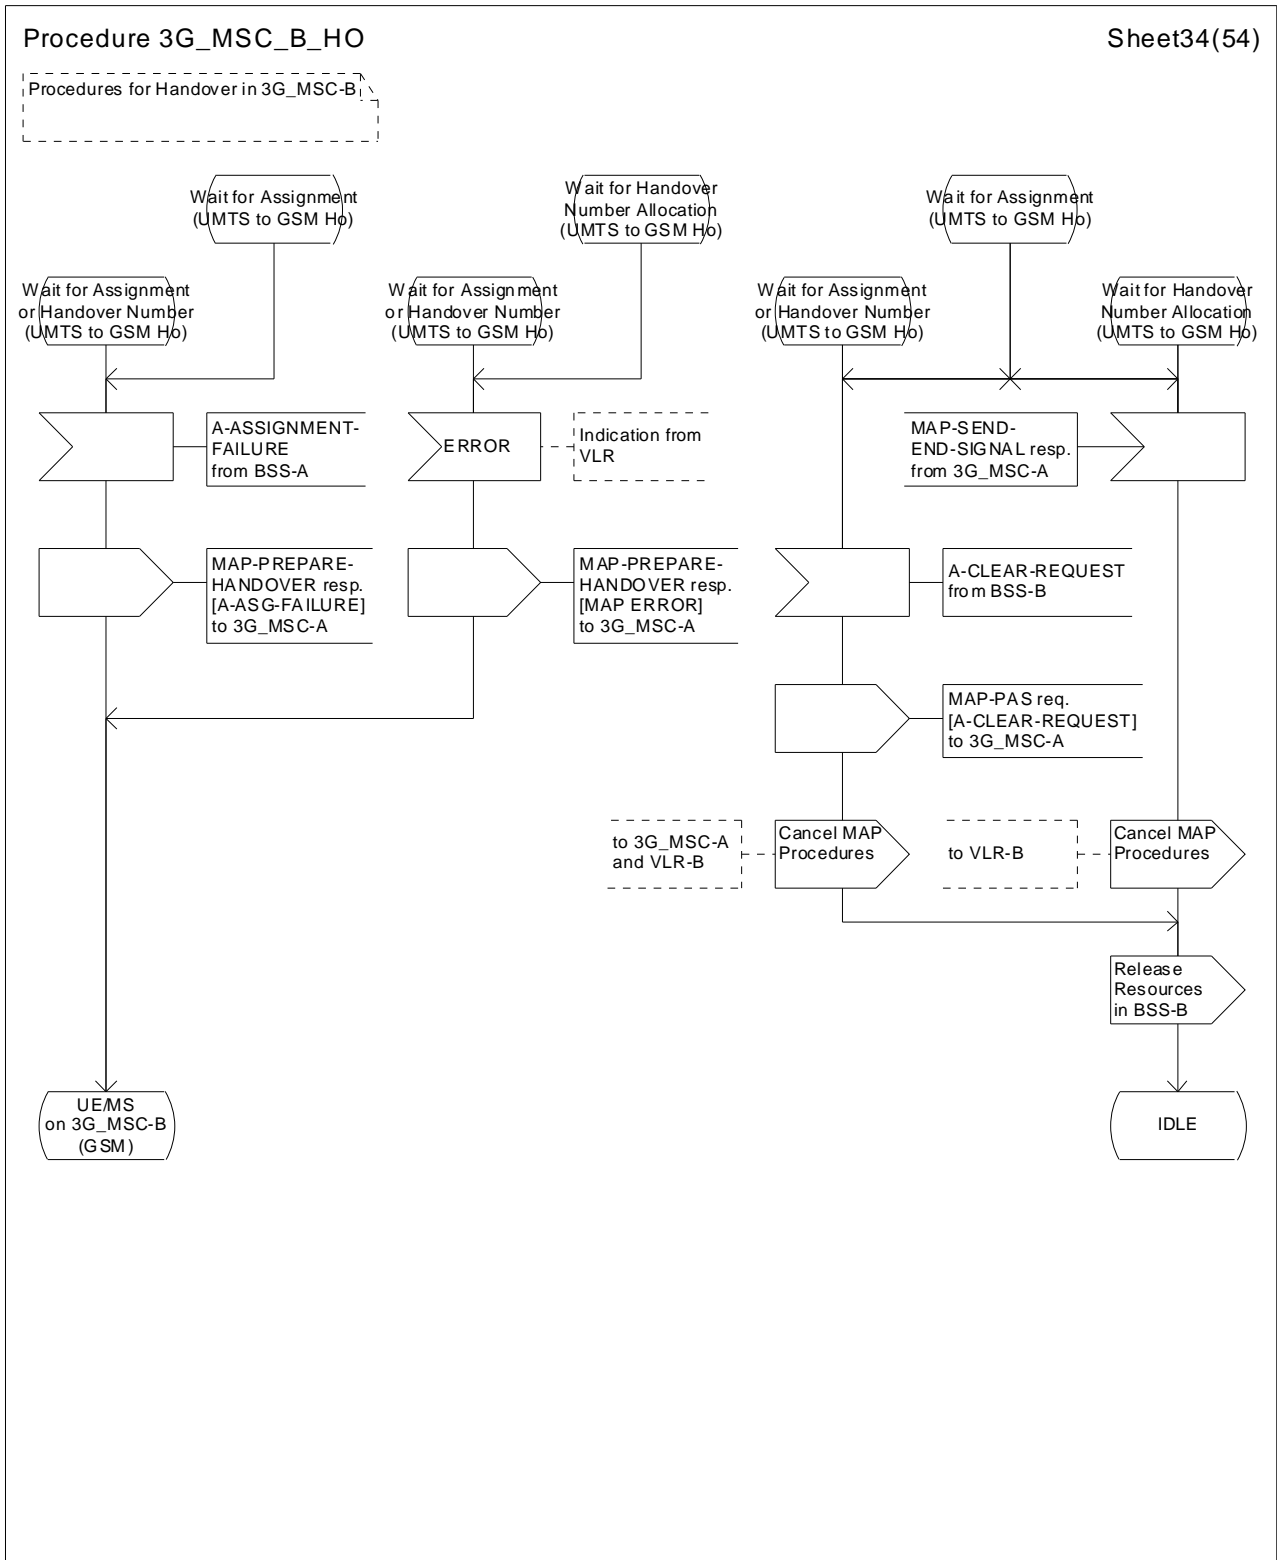 Procedure 3G_MSC_B_HO
Sheet34(54)
Procedures for Handover in 3G_MSC-B
Wait for Assignment
(UMTS to GSM Ho)
Wait for Handover
Number Allocation
(UMTS to GSM Ho)
Wait for Assignment
(UMTS to GSM Ho)
Wait for Assignment
or Handover Number
(UMTS to GSM Ho)
Wait for Assignment
or Handover Number
(UMTS to GSM Ho)
Wait for Assignment
or Handover Number
(UMTS to GSM Ho)
Wait for Handover
Number Allocation
(UMTS to GSM Ho)
A-ASSIGNMENT-
FAILURE
from BSS-A
ERROR
Indication from
VLR
MAP-SEND-
END-SIGNAL resp.
from 3G_MSC-A
MAP-PREPARE-
HANDOVER resp.
[A-ASG-FAILURE]
to 3G_MSC-A
MAP-PREPARE-
HANDOVER resp.
[MAP ERROR]
to 3G_MSC-A
A-CLEAR-REQUEST
from BSS-B
MAP-PAS req.
[A-CLEAR-REQUEST]
to 3G_MSC-A
to 3G_MSC-A
and VLR-B
Cancel MAP
Procedures
to VLR-B
Cancel MAP
Procedures
Release
Resources
in BSS-B
UE/MS
on 3G_MSC-B
(GSM)
IDLE